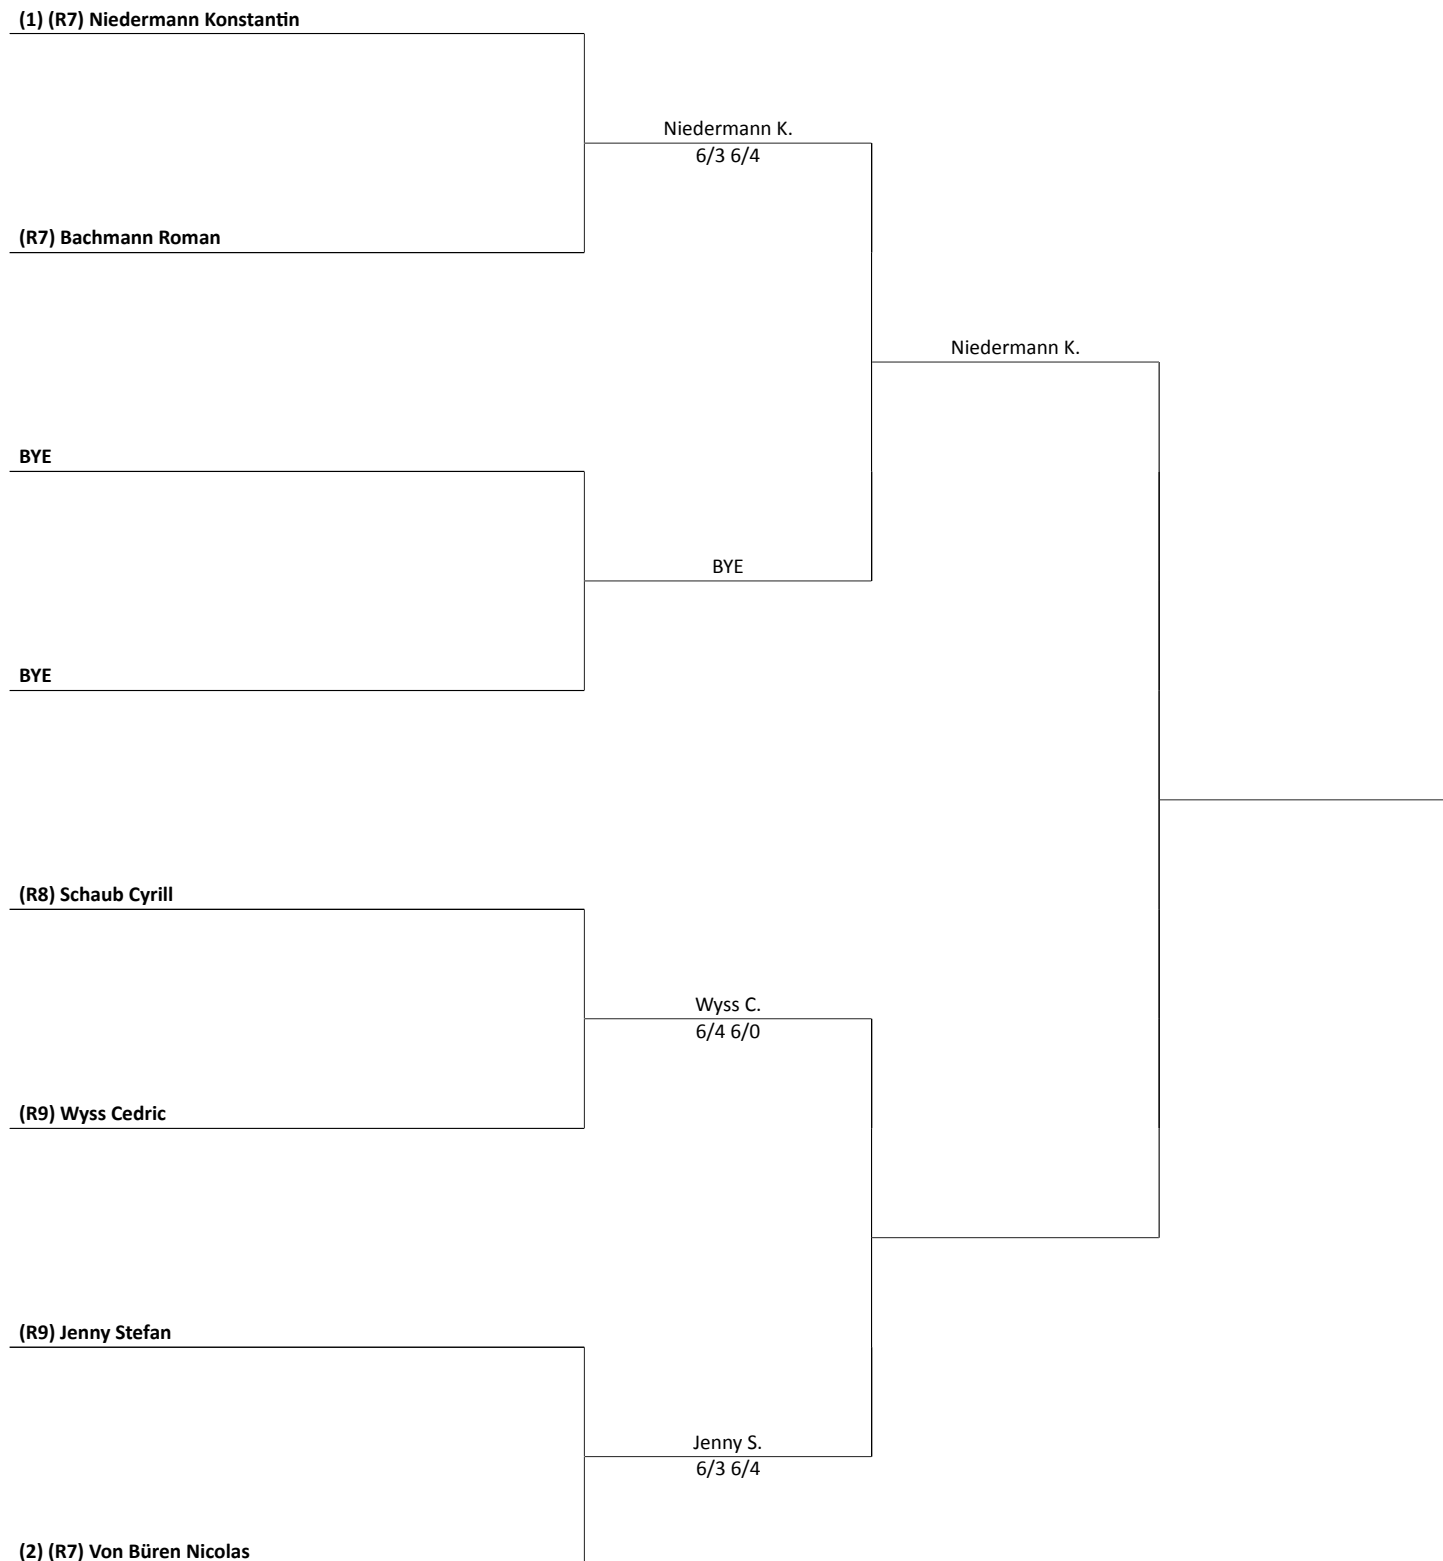 (1) (R7) Niedermann Konstantin
Niedermann K.
6/3 6/4
(R7) Bachmann Roman
Niedermann K.
BYE
BYE
BYE
(R8) Schaub Cyrill
Wyss C.
6/4 6/0
(R9) Wyss Cedric
(R9) Jenny Stefan
Jenny S.
6/3 6/4
(2) (R7) Von Büren Nicolas